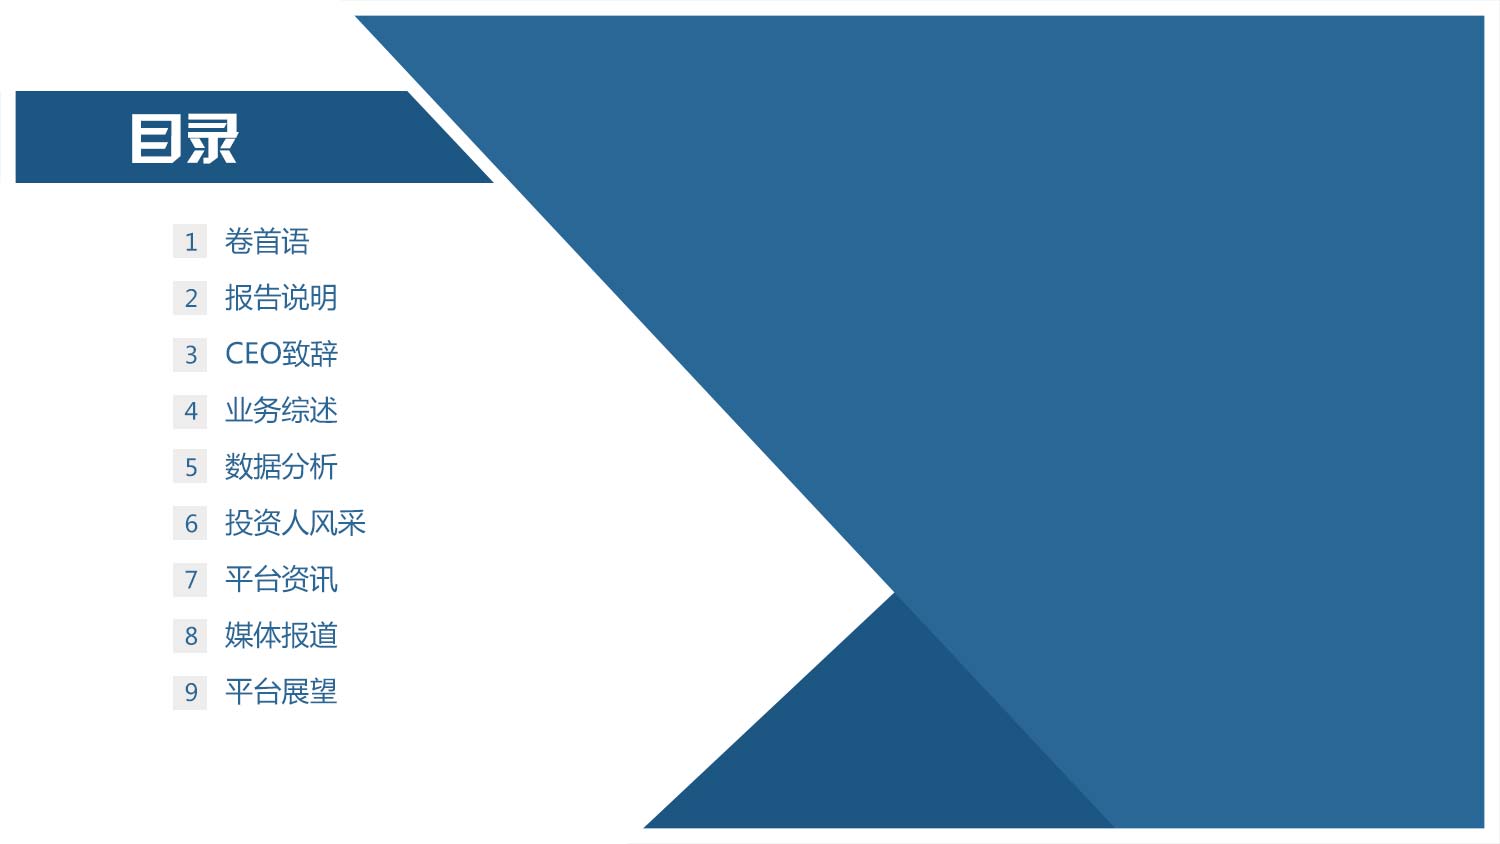 目录
1 卷首语
2 报告说明
3 CEO致辞
4 业务综述
5 数据分析
6 投资人风采
7 平台资讯
8 媒体报道
9 平台展望